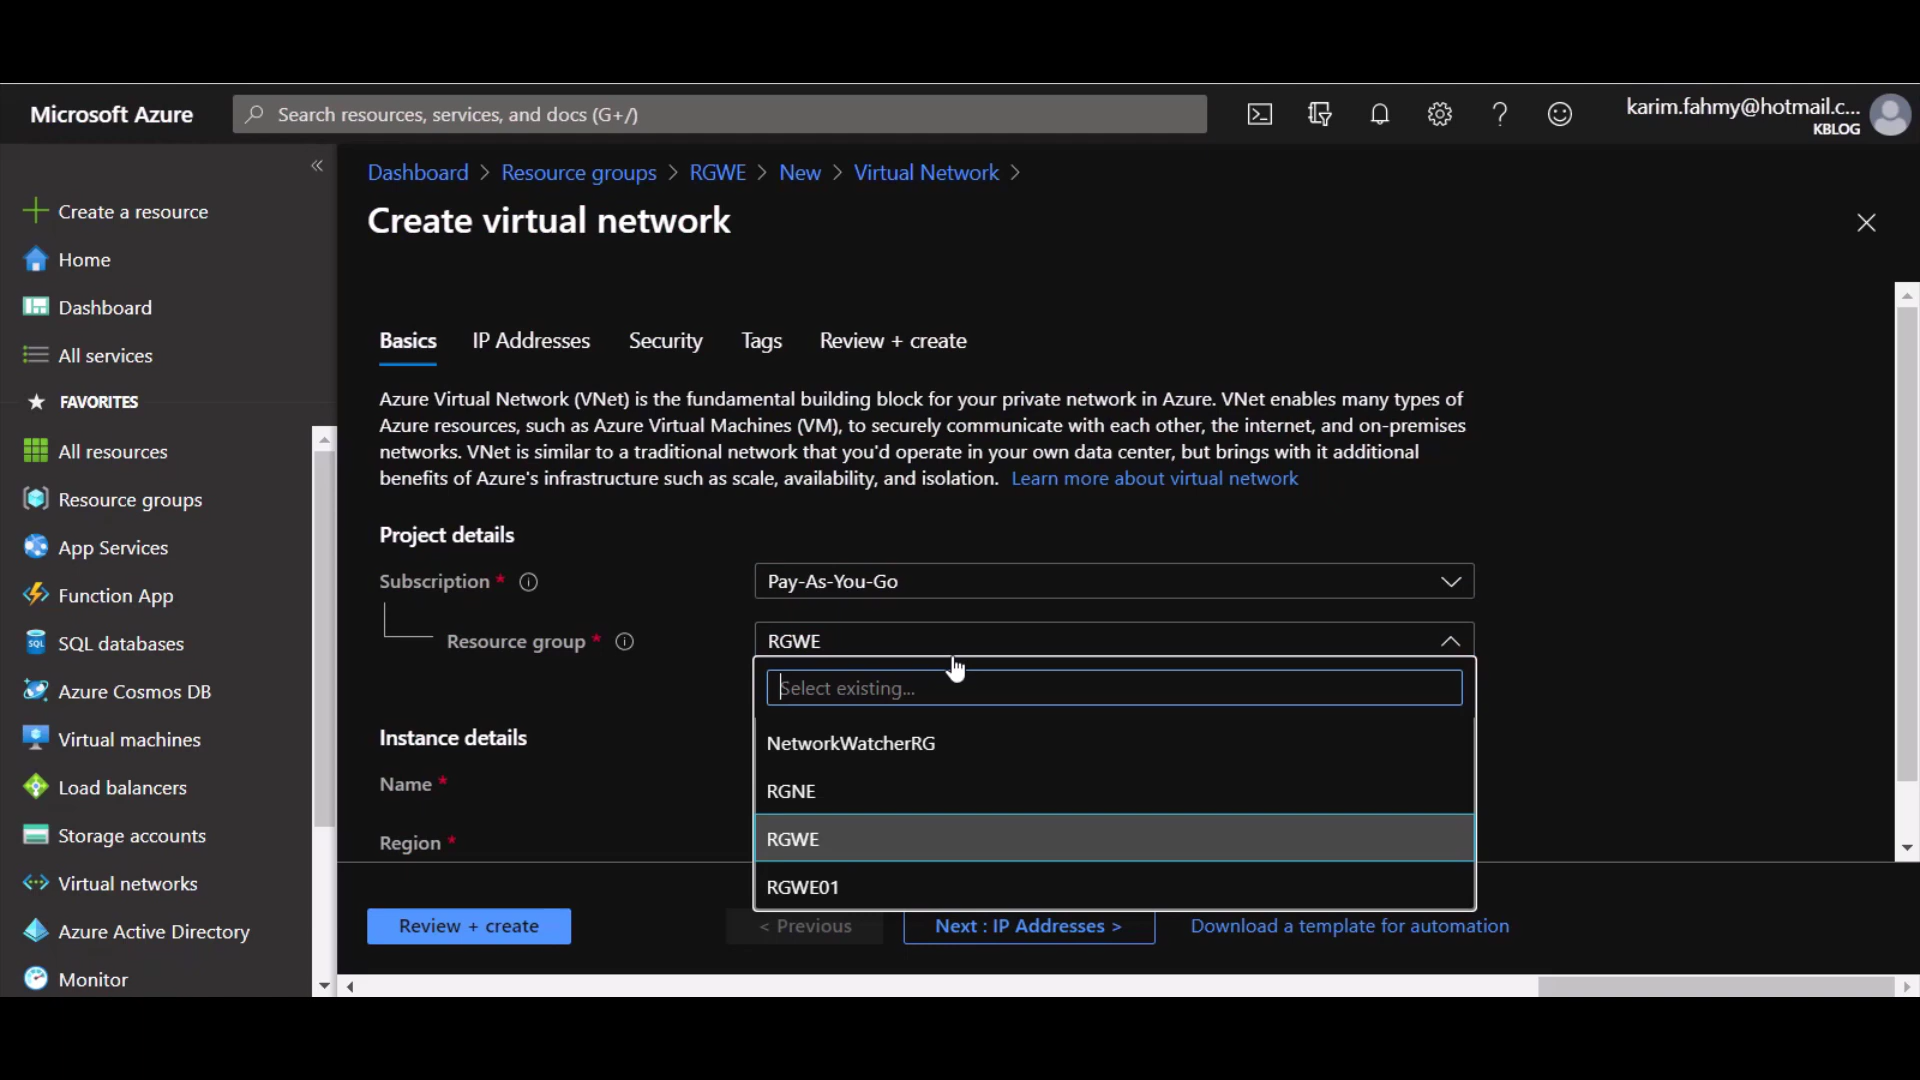 Microsoft Azure
Search resources, services, and docs (G+/)
karim.fahmy@hotmail.c...
KBLOG
«
Create a resource
Home
Dashboard
All services
FAVORITES
All resources
Resource groups
App Services
Function App
SQL databases
Azure Cosmos DB
Virtual machines
Load balancers
Storage accounts
Virtual networks
Azure Active Directory
Monitor
Dashboard > Resource groups > RGWE > New > Virtual Network >
Create virtual network
Basics IP Addresses Security Tags Review + create
Azure Virtual Network (VNet) is the fundamental building block for your private network in Azure. VNet enables many types of
Azure resources, such as Azure Virtual Machines (VM), to securely communicate with each other, the internet, and on-premises
networks. VNet is similar to a traditional network that you'd operate in your own data center, but brings with it additional
benefits of Azure's infrastructure such as scale, availability, and isolation. Learn more about virtual network
Project details
Subscription * Pay-As-You-Go
Resource group * RGWE
Select existing...
NetworkWatcherRG
RGNE
RGWE
RGWE01
Instance details
Name *
Region *
Review + create
< Previous
Next : IP Addresses >
Download a template for automation